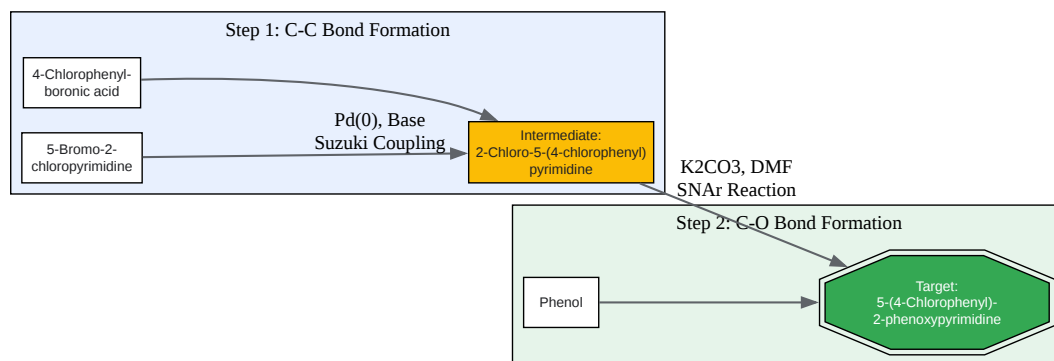 Step 1: C-C Bond Formation
4-Chlorophenyl-
boronic acid
5-Bromo-2-
chloropyrimidine
Pd(0), Base
Suzuki Coupling
Intermediate:
2-Chloro-5-(4-chlorophenyl)
pyrimidine
K2CO3, DMF
SNAr Reaction
Step 2: C-O Bond Formation
Phenol
Target:
5-(4-Chlorophenyl)-
2-phenoxypyrimidine